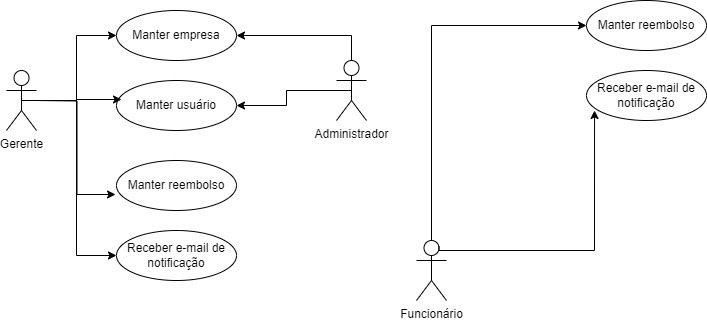 Manter empresa
Manter usuário
Gerente
Administrador
Manter reembolso
Receber e-mail de
notificação
Manter reembolso
Receber e-mail de
notificação
Funcionário